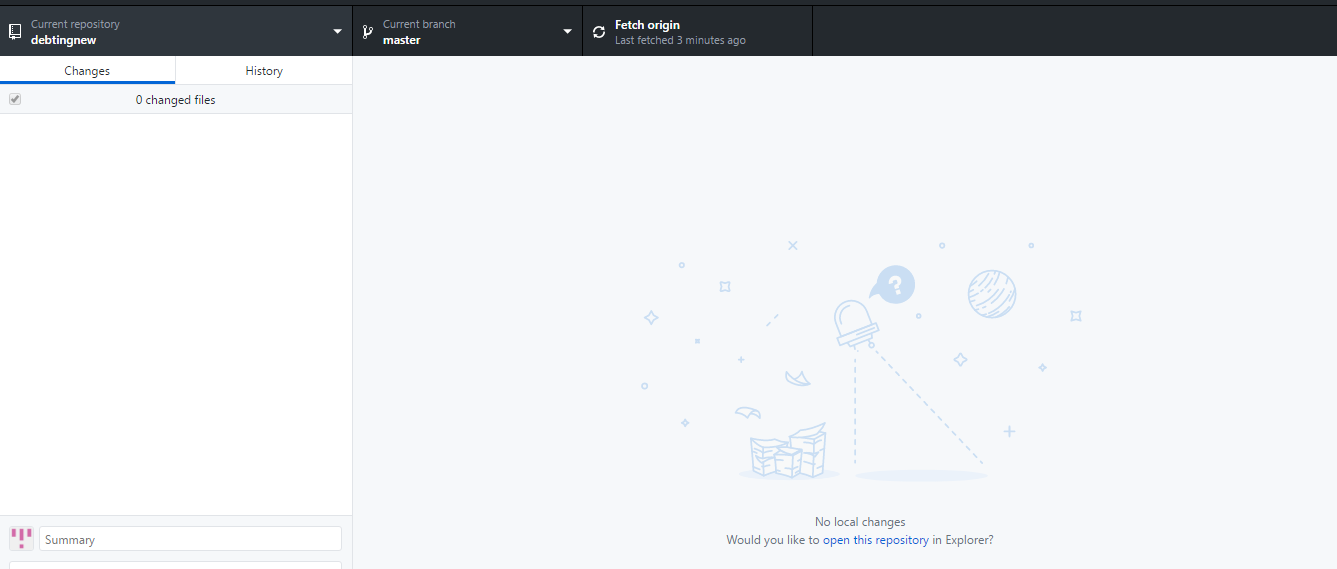 Current repository
debtingnew
Current branch
master
Fetch origin
Last fetched 3 minutes ago
Changes
History
0 changed files
?
No local changes
Would you like to open this repository in Explorer?
Summary